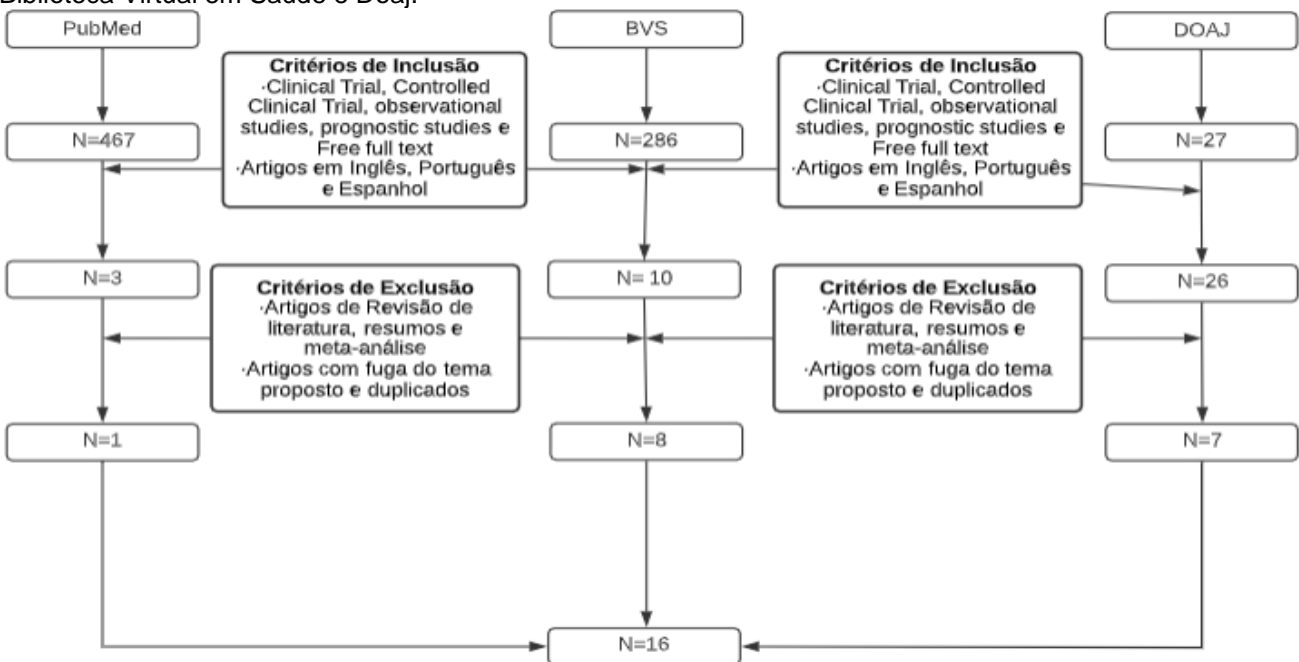 Biblioteca Virtual em Saúde e Doaj.
PubMed
BVS
DOAJ
Critérios de Inclusão
·Clinical Trial, Controlled
Clinical Trial, observational
studies, prognostic studies e
Free full text
·Artigos em Inglês, Português
e Espanhol
Critérios de Inclusão
·Clinical Trial, Controlled
Clinical Trial, observational
studies, prognostic studies e
Free full text
·Artigos em Inglês, Português
e Espanhol
N=467
N=286
N=27
N=3
N= 10
N=26
Critérios de Exclusão
·Artigos de Revisão de
literatura, resumos e
meta-análise
·Artigos com fuga do tema
proposto e duplicados
Critérios de Exclusão
·Artigos de Revisão de
literatura, resumos e
meta-análise
·Artigos com fuga do tema
proposto e duplicados
N=1
N=8
N=7
N=16